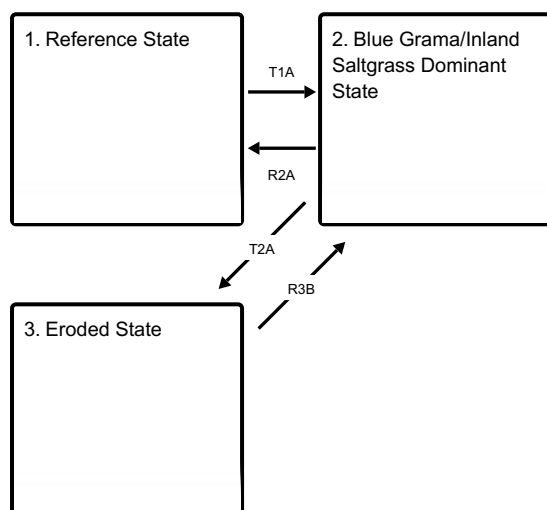 1. Reference State
2. Blue Grama/Inland
Saltgrass Dominant
State
T1A
R2A
T2A
R3B
3. Eroded State